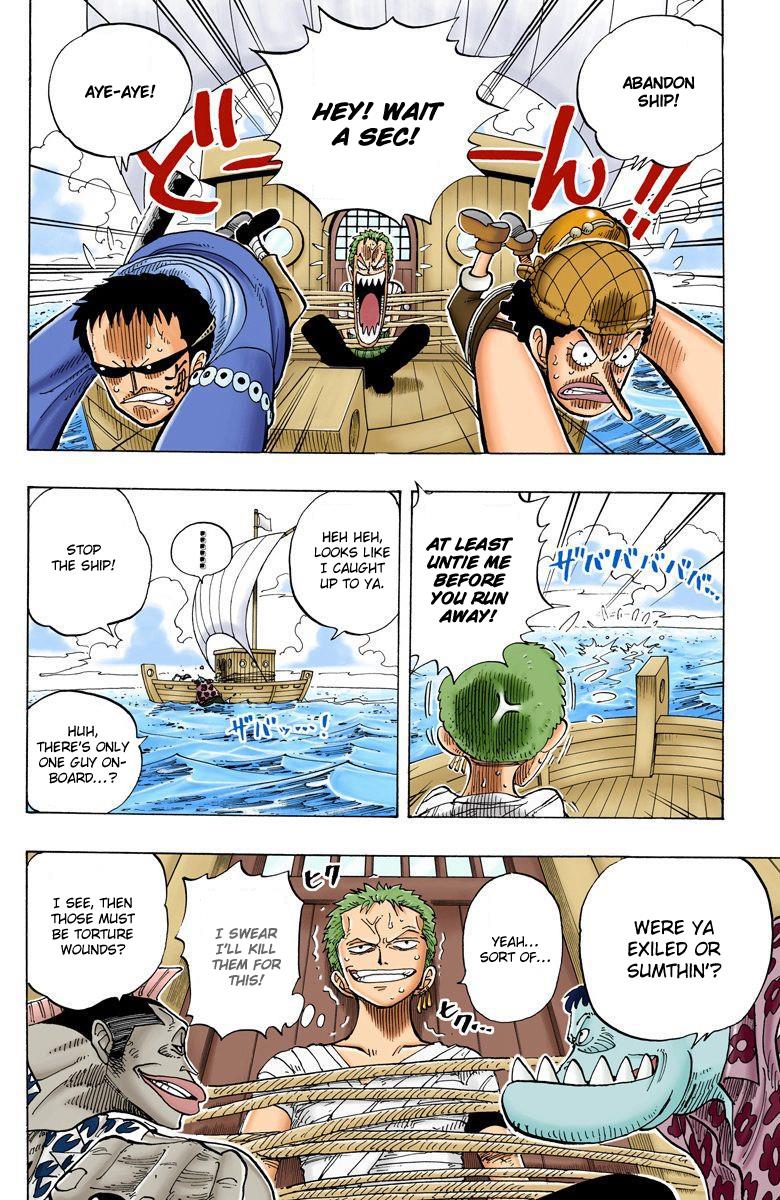 ABANDON
SHIP!
HEY! WAIT
A SEC!
AYE-AYE!
どーん!!
AT LEAST
UNTIE ME
BEFORE
YOU RUN
AWAY!
ザババババ...
HEH HEH,
LOOKS LIKE
I CAUGHT
UP TO YA.
STOP
THE SHIP!
ザバッ...!
HUH,
THERE'S ONLY
ONE GUY ON-
BOARD...?
WERE YA
EXILED OR
SUMTHIN'?
YEAH...
SORT OF...
ヒク
ヒク...
I SWEAR
I'LL KILL
THEM FOR
THIS!
I SEE, THEN
THOSE MUST
BE TORTURE
WOUNDS?